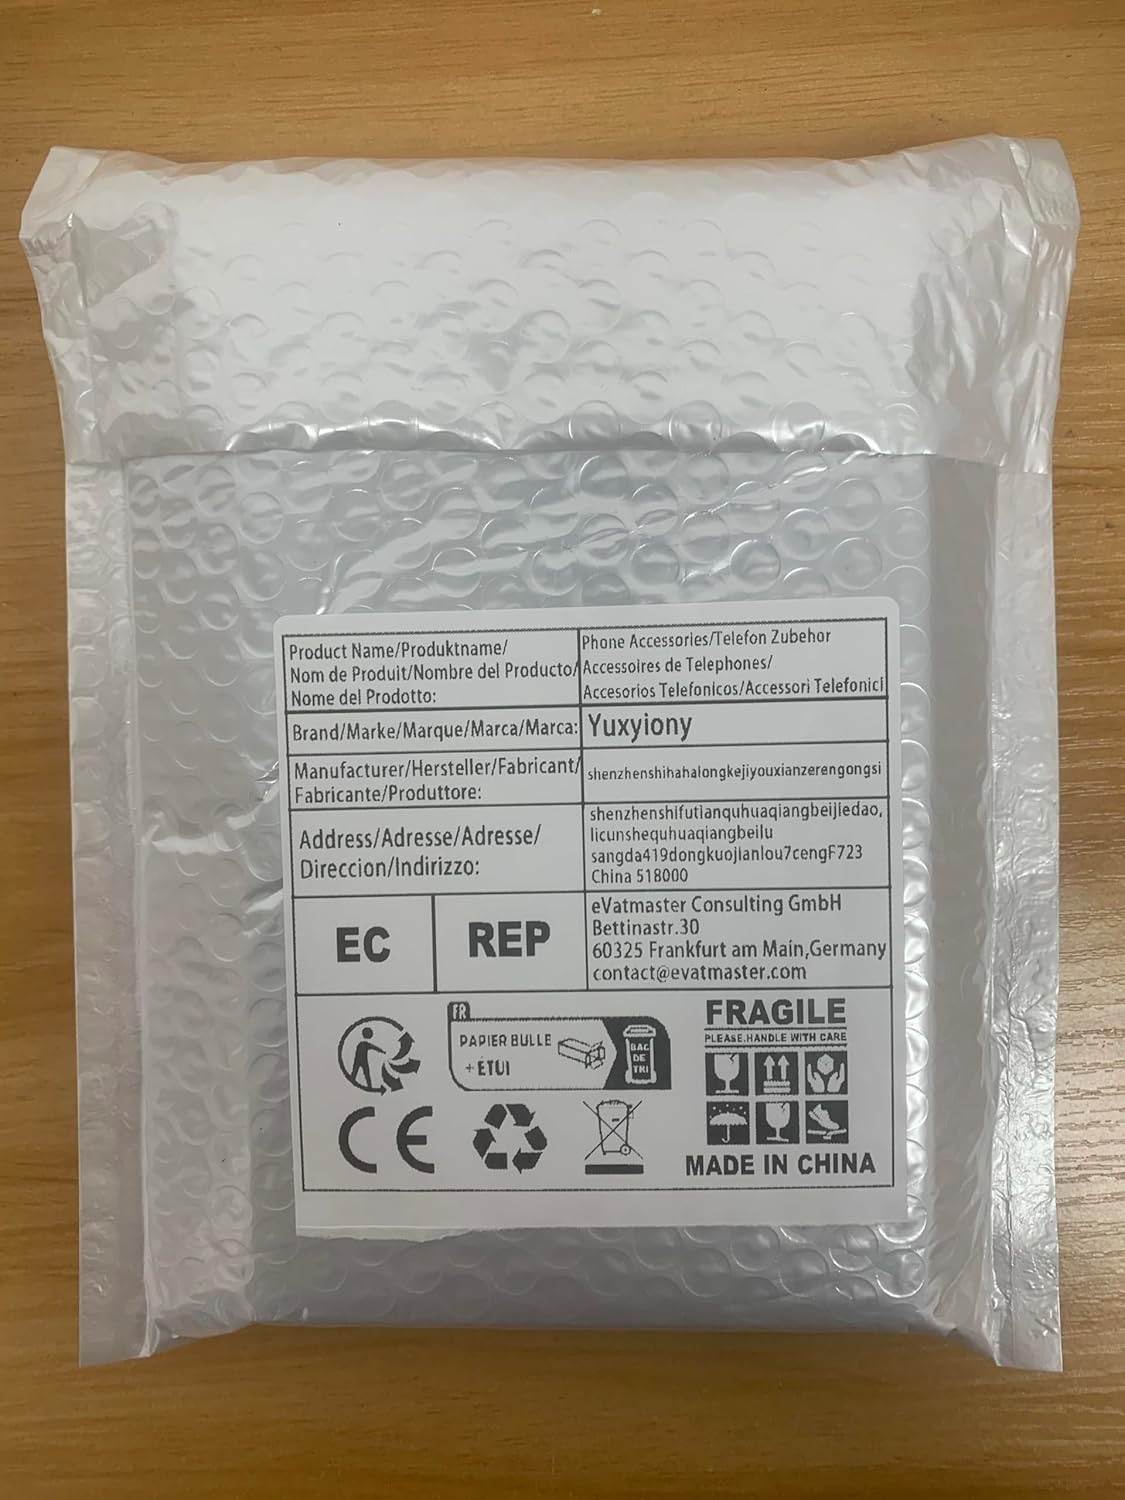 Product Name/Produktname/
Nom de Produit/Nombre del Producto/
Nome del Prodotto:
Phone Accessories/Telefon Zubehor
Accessoires de Telephones/
Accesorios Telefonicos/Accessori Telefonici
Brand/Marke/Marque/Marca/Marca:
Yuxyiony
Manufacturer/Hersteller/Fabricant/
Fabricante/Produttore:
shenzhenshihahalongkejiyouxianzerengongsi
Address/Adresse/Adresse/
Direccion/Indirizzo:
shenzhenshifutianquhuaqiangbeijiedao,
licunshequhuaqiangbeilu
sangda419dongkuojianlou7cengF723
China 518000
EC
REP
eVatmaster Consulting GmbH
Bettinastr.30
60325 Frankfurt am Main,Germany
contact@evatmaster.com
FR
PAPIER BULLE
+ÉTUI
BAC
DE
TRI
FRAGILE
PLEASE.HANDLE WITH CARE
CE
MADE IN CHINA